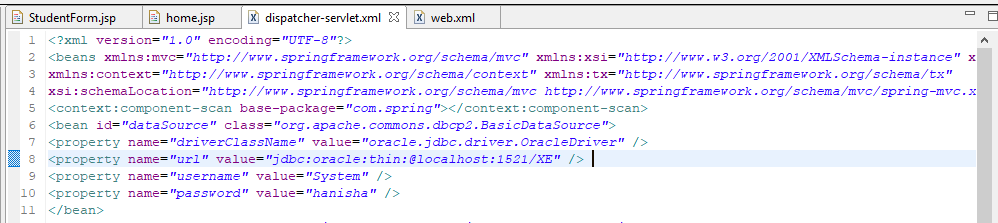 StudentForm.jsp home.jsp dispatcher-servlet.xml web.xml
1 <?xml version="1.0" encoding="UTF-8"?>
2 <beans xmlns:mvc="http://www.springframework.org/schema/mvc" xmlns:xsi="http://www.w3.org/2001/XMLSchema-instance" x
3 xmlns:context="http://www.springframework.org/schema/context" xmlns:tx="http://www.springframework.org/schema/tx"
4 xsi:schemaLocation="http://www.springframework.org/schema/mvc http://www.springframework.org/schema/mvc/spring-mvc.x
5 <context:component-scan base-package="com.spring"></context:component-scan>
6 <bean id="dataSource" class="org.apache.commons.dbcp2.BasicDataSource">
7 <property name="driverClassName" value="oracle.jdbc.driver.OracleDriver" />
8 <property name="url" value="jdbc:oracle:thin:@localhost:1521/XE" />
9 <property name="username" value="System" />
10 <property name="password" value="hanisha" />
11 </bean>